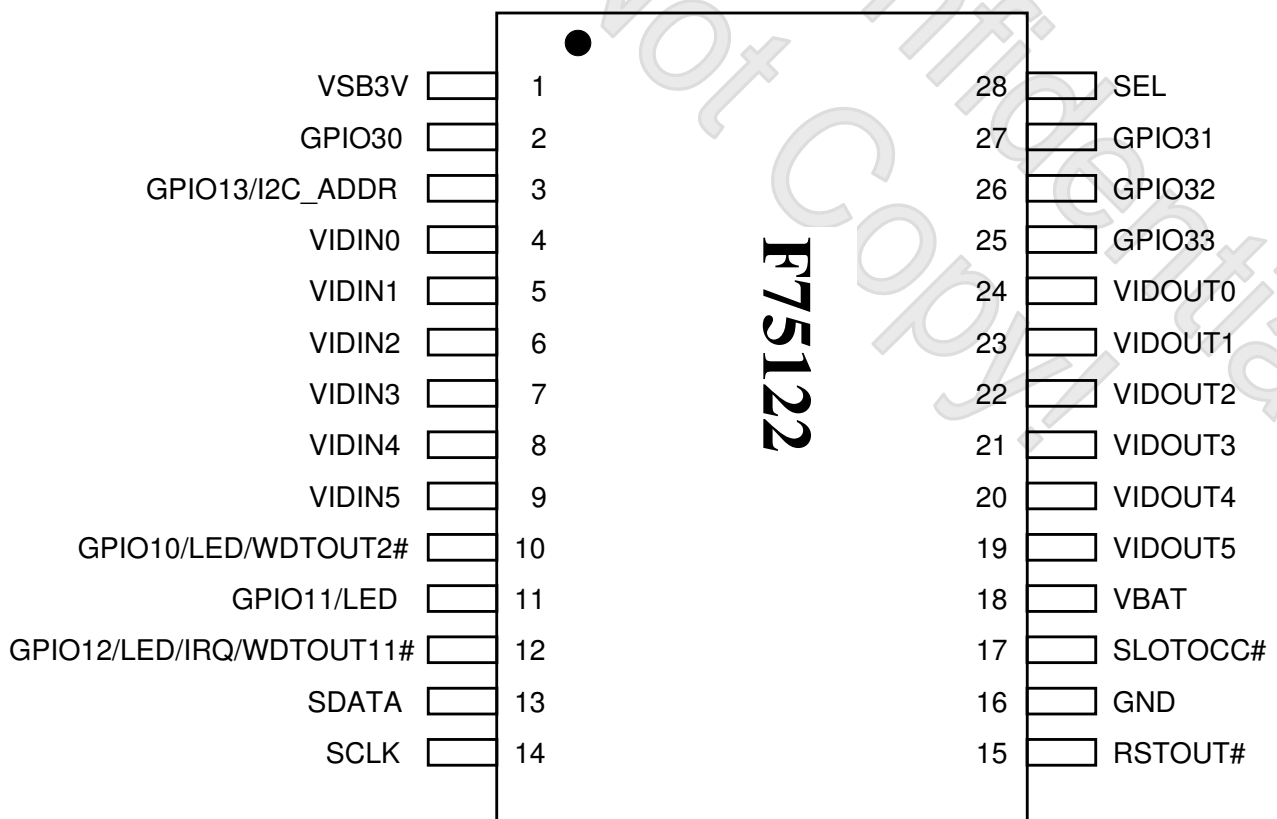 VSB3V 1 28 SEL
GPIO30 2 27 GPIO31
GPIO13/I2C_ADDR 3 26 GPIO32
VIDIN0 4 25 GPIO33
VIDIN1 5 24 VIDOUT0
VIDIN2 6 23 VIDOUT1
VIDIN3 7 22 VIDOUT2
VIDIN4 8 21 VIDOUT3
VIDIN5 9 20 VIDOUT4
GPIO10/LED/WDTOUT2# 10 19 VIDOUT5
GPIO11/LED 11 18 VBAT
GPIO12/LED/IRQ/WDTOUT11# 12 17 SLOTOCC#
SDATA 13 16 GND
SCLK 14 15 RSTOUT#
F75122
Not Copy!